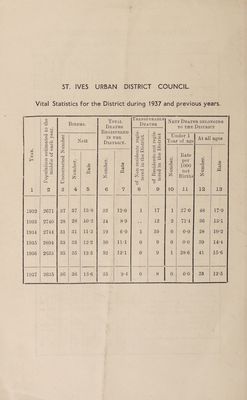 ST. IVES URBAN DISTRICT COUNCIL.
Vital Statistics for the District during 1937 and previous years.
YEAR.
Population estimated to the middle of each year.
BIRTHS.
Uncorrected Number
Nett
Number.
Rate
TOTAL DEATHS REGISTERED IN THE DISTRICT.
Number.
Rate
TRANSFERABLE DEATHS
of Non-residents registered in the District
of Residents not registered in the District
NETT DEATHS BELONGING TO THE DISTRICT
Under 1 Year of age
Number.
Rate per 1000 nett Births
At all ages
Number.
Rate
1 2 3 4 5 6 7 8 9 10 11 12 13
1932 2671 37 37 13·8 32 12·0 1 17 1 27·0 48 17·9
1933 2740 28 28 10·2 24 8·9 1 12 2 71·4 36 13·1
1934 2744 31 31 11·3 19 6·9 1 10 0 0·0 28 10·2
1935 2694 33 33 12·2 30 11·1 0 9 0 0·0 39 14·4
1936 2633 35 35 13·3 32 12·1 0 9 1 28·6 41 15·6
1937 2635 36 36 13·6 25 9·4 0 8 0 0·0 33 12·5